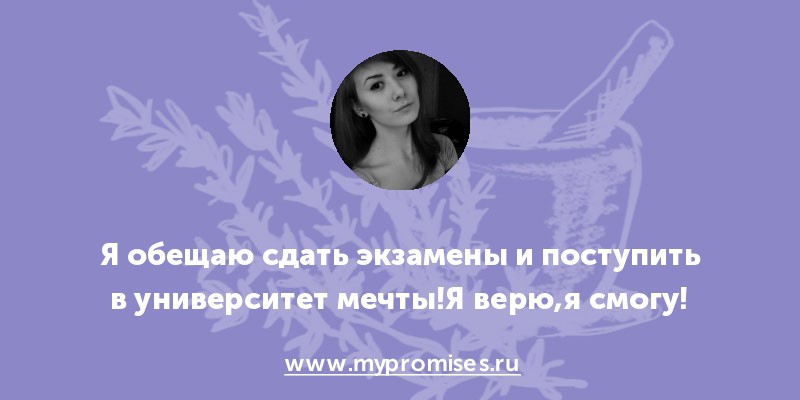 Я обещаю сдать экзамены и поступить
в университет мечты!Я верю,я смогу!
www.mypromises.ru